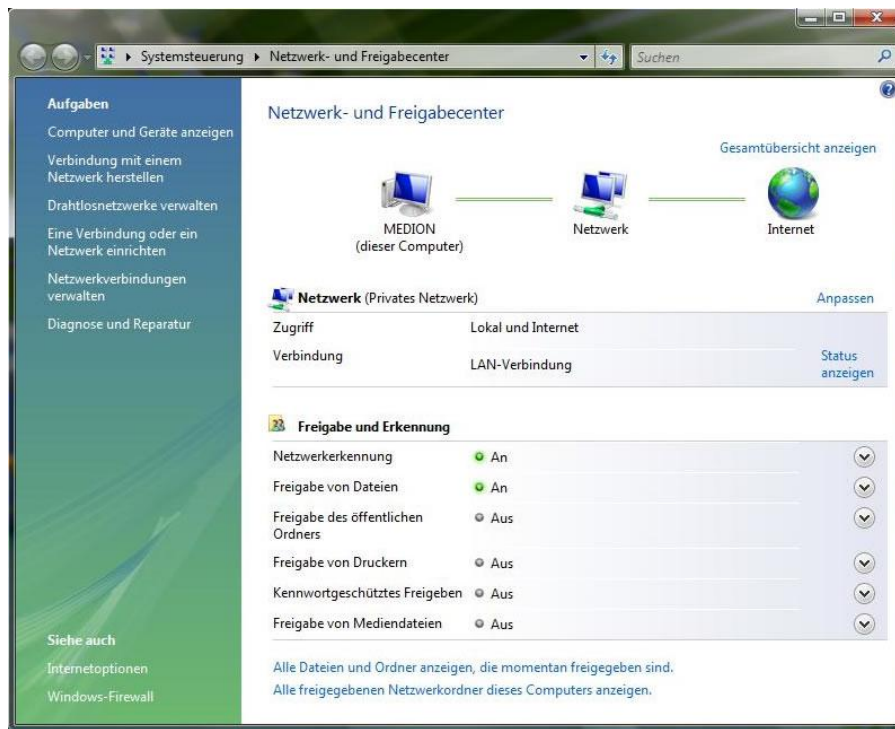 Systemsteuerung ▸ Netzwerk- und Freigabecenter
Suchen
Aufgaben
Computer und Geräte anzeigen
Verbindung mit einem
Netzwerk herstellen
Drahtlosnetzwerke verwalten
Eine Verbindung oder ein
Netzwerk einrichten
Netzwerkverbindungen
verwalten
Diagnose und Reparatur
Siehe auch
Internetoptionen
Windows-Firewall
Netzwerk- und Freigabecenter
Gesamtübersicht anzeigen
MEDION
(dieser Computer)
Netzwerk
Internet
Netzwerk (Privates Netzwerk) Anpassen
Zugriff Lokal und Internet
Verbindung LAN-Verbindung Status
anzeigen
Freigabe und Erkennung
Netzwerkerkennung An
Freigabe von Dateien An
Freigabe des öffentlichen Aus
Ordners
Freigabe von Druckern Aus
Kennwortgeschütztes Freigeben Aus
Freigabe von Mediendateien Aus
Alle Dateien und Ordner anzeigen, die momentan freigegeben sind.
Alle freigegebenen Netzwerkordner dieses Computers anzeigen.